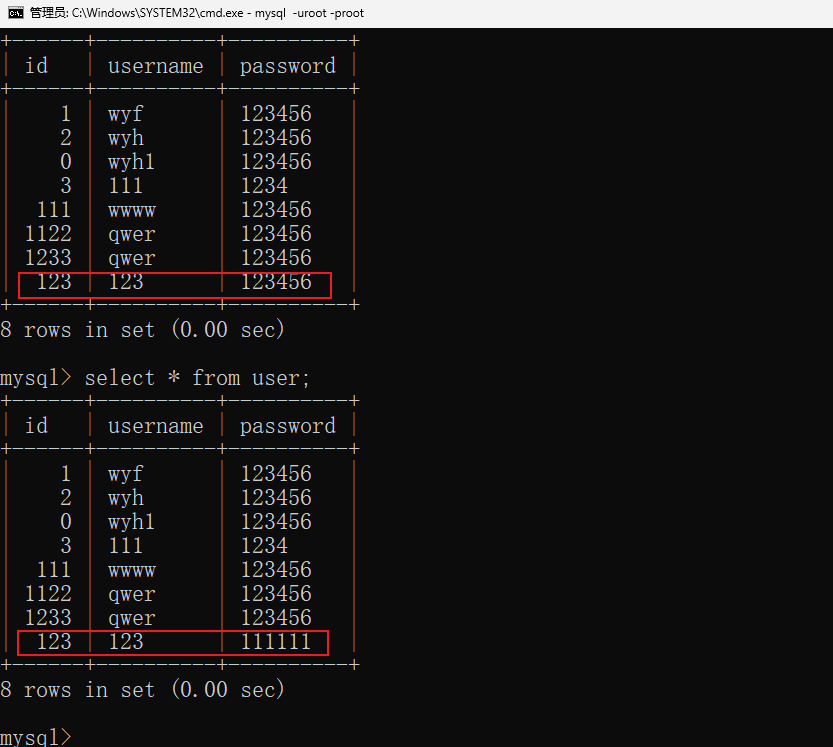 管理员: C:\Windows\SYSTEM32\cmd.exe - mysql  -uroot -proot
+------+----------+----------+
| id   | username | password |
+------+----------+----------+
|    1 | wyf      | 123456   |
|    2 | wyh      | 123456   |
|    0 | wyh1     | 123456   |
|    3 | 111      | 1234     |
|  111 | wwww     | 123456   |
| 1122 | qwer     | 123456   |
| 1233 | qwer     | 123456   |
|  123 | 123      | 123456   |
+------+----------+----------+
8 rows in set (0.00 sec)
mysql> select * from user;
+------+----------+----------+
| id   | username | password |
+------+----------+----------+
|    1 | wyf      | 123456   |
|    2 | wyh      | 123456   |
|    0 | wyh1     | 123456   |
|    3 | 111      | 1234     |
|  111 | wwww     | 123456   |
| 1122 | qwer     | 123456   |
| 1233 | qwer     | 123456   |
|  123 | 123      | 111111   |
+------+----------+----------+
8 rows in set (0.00 sec)
mysql>